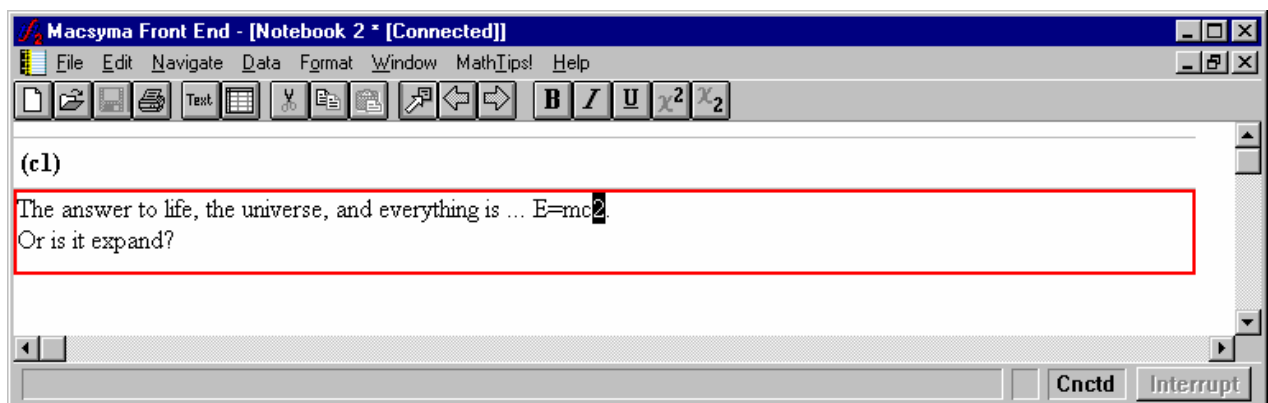 Macsyma Front End - [Notebook 2 * [Connected]]
File Edit Navigate Data Format Window MathTips! Help
Text B I U χ2 χ2
(c1)
The answer to life, the universe, and everything is ... E=mc2.
Or is it expand?
Cnctd Interrupt